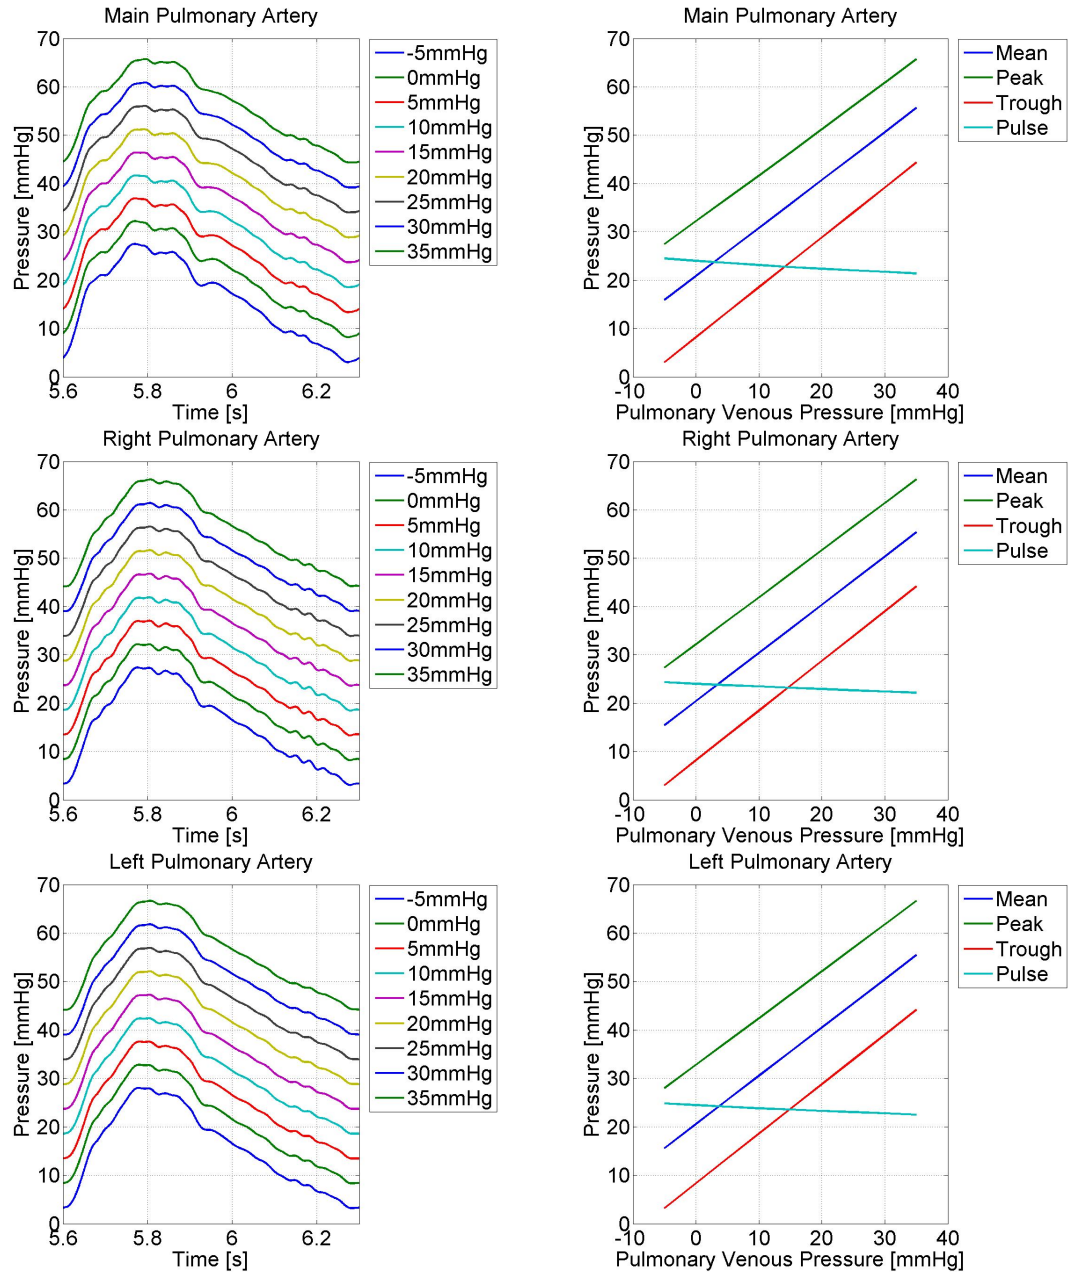 Main Pulmonary Artery
70
60
50
40
30
20
10
0
5.6
5.8
6
6.2
Pressure [mmHg]
Time [s]
-5mmHg
0mmHg
5mmHg
10mmHg
15mmHg
20mmHg
25mmHg
30mmHg
35mmHg
Main Pulmonary Artery
70
60
50
40
30
20
10
0
-10
0
10
20
30
40
Pressure [mmHg]
Pulmonary Venous Pressure [mmHg]
Mean
Peak
Trough
Pulse
Right Pulmonary Artery
70
60
50
40
30
20
10
0
5.6
5.8
6
6.2
Pressure [mmHg]
Time [s]
-5mmHg
0mmHg
5mmHg
10mmHg
15mmHg
20mmHg
25mmHg
30mmHg
35mmHg
Right Pulmonary Artery
70
60
50
40
30
20
10
0
-10
0
10
20
30
40
Pressure [mmHg]
Pulmonary Venous Pressure [mmHg]
Mean
Peak
Trough
Pulse
Left Pulmonary Artery
70
60
50
40
30
20
10
0
5.6
5.8
6
6.2
Pressure [mmHg]
Time [s]
-5mmHg
0mmHg
5mmHg
10mmHg
15mmHg
20mmHg
25mmHg
30mmHg
35mmHg
Left Pulmonary Artery
70
60
50
40
30
20
10
0
-10
0
10
20
30
40
Pressure [mmHg]
Pulmonary Venous Pressure [mmHg]
Mean
Peak
Trough
Pulse